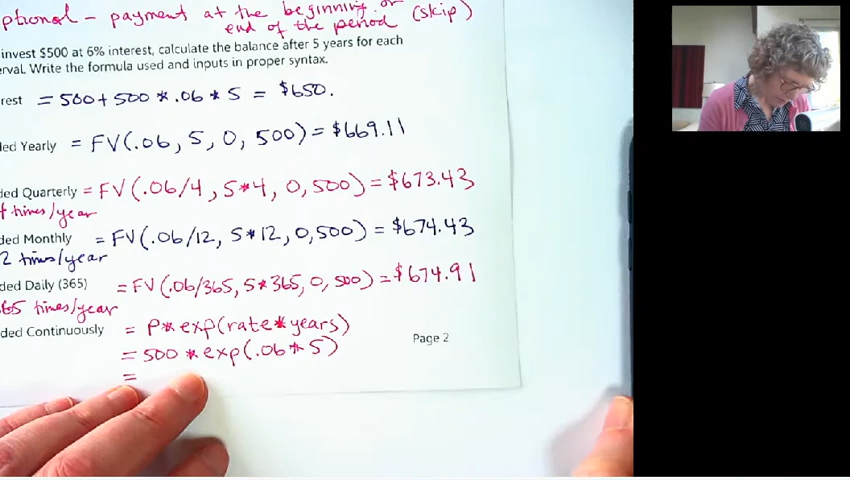 ptional - payment at the beginning or
end of the period (skip)
invest $500 at 6% interest, calculate the balance after 5 years for each
erval. Write the formula used and inputs in proper syntax.
rest = 500 + 500 * .06 * 5 = $650.
ded Yearly = FV(.06, 5, 0, 500) = $669.11
ded Quarterly = FV(.06/4, 5*4, 0, 500) = $673.43
4 times/year
ded Monthly = FV(.06/12, 5*12, 0, 500) = $674.43
2 times/year
ded Daily (365) = FV(.06/365, 5*365, 0, 500) = $674.91
365 times/year
ded Continuously = P* exp(rate*years)
= 500 * exp(.06 * 5)
=
Page 2